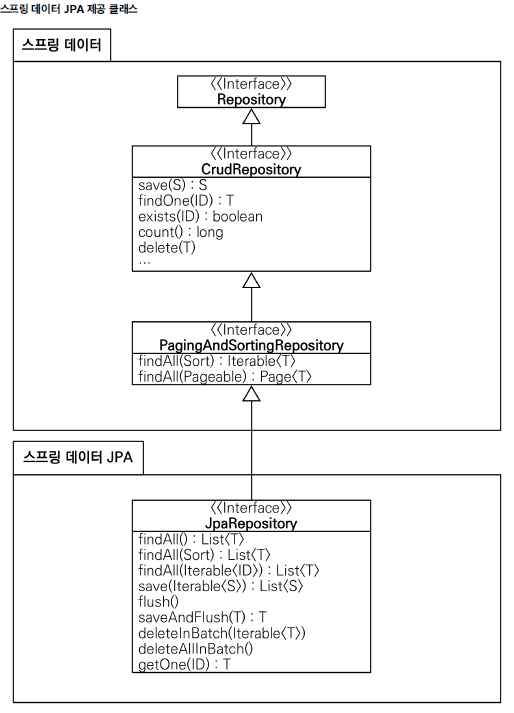 스프링 데이터 JPA 제공 클래스
스프링 데이터
《Interface》
Repository
《Interface》
CrudRepository
save(S) : S
findOne(ID) : T
exists(ID) : boolean
count() : long
delete(T)
...
《Interface》
PagingAndSortingRepository
findAll(Sort) : Iterable〈T〉
findAll(Pageable) : Page〈T〉
스프링 데이터 JPA
《Interface》
JpaRepository
findAll() : List〈T〉
findAll(Sort) : List〈T〉
findAll(Iterable〈ID〉) : List〈T〉
save(Iterable〈S〉) : List〈S〉
flush()
saveAndFlush(T) : T
deleteInBatch(Iterable〈T〉)
deleteAllInBatch()
getOne(ID) : T